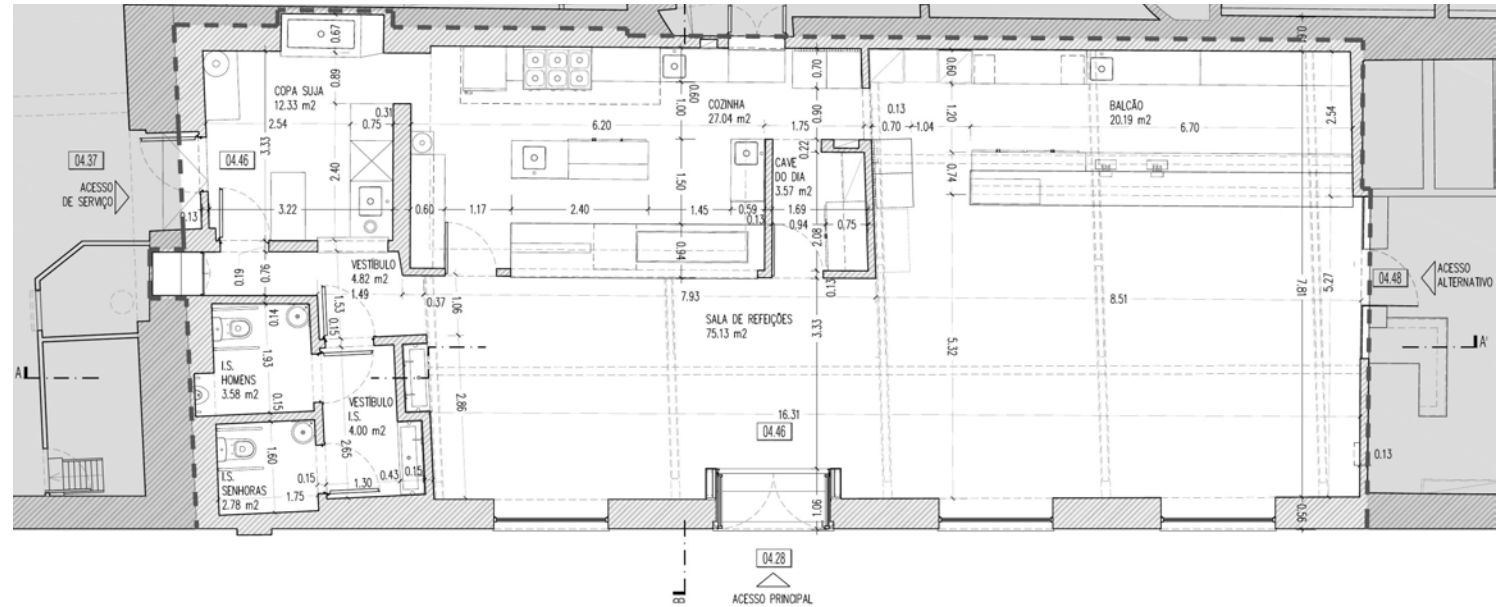 0.67
0.89
COPA SUJA
12.33 m2
2.54
0.31
0.75
3.33
2.40
04.37
04.46
ACESSO
DE SERVIÇO
0.13
3.22
0.60
1.00
COZINHA
27.04 m2
6.20
1.75
0.70
0.90
0.22
CAVE
DO DIA
3.57 m2
1.50
0.60
1.17
2.40
1.45
0.59
0.13
1.69
0.94
0.75
2.08
0.94
0.13
0.60
1.20
0.13
0.70
1.04
BALCÃO
20.19 m2
6.70
2.54
0.74
0.19
0.76
VESTÍBULO
4.82 m2
1.49
0.37
1.06
1.53
0.15
7.93
SALA DE REFEIÇÕES
75.13 m2
3.33
8.51
7.81
5.27
04.48
ACESSO
ALTERNATIVO
0.14
1.93
I.S.
HOMENS
3.58 m2
0.15
VESTÍBULO
I.S.
4.00 m2
2.86
5.32
A
A'
16.31
04.46
1.60
I.S.
SENHORAS
2.78 m2
0.15
1.75
2.65
1.30
0.43
0.15
0.13
1.06
0.56
04.28
ACESSO PRINCIPAL
B